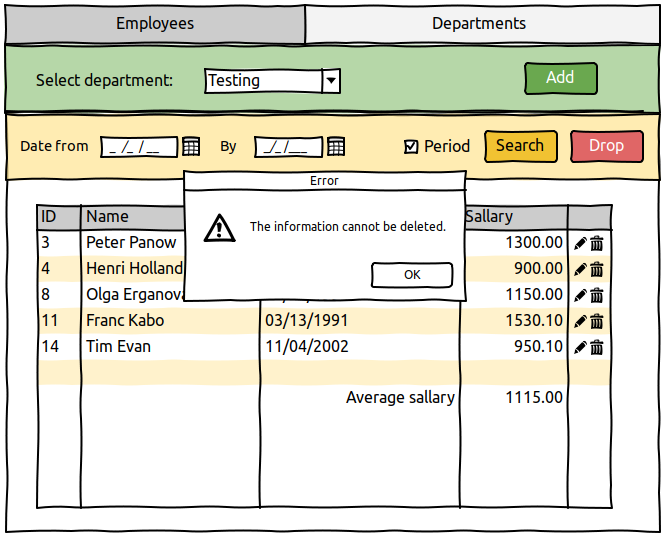 Employees Departments
Select department: Testing Add
Date from _ /_ /__ By _/_ /___ Period Search Drop
Error
The information cannot be deleted.
OK
ID Name Sallary
3 Peter Panow 1300.00
4 Henri Holland 900.00
8 Olga Erganova 1150.00
11 Franc Kabo 03/13/1991 1530.10
14 Tim Evan 11/04/2002 950.10
Average sallary 1115.00